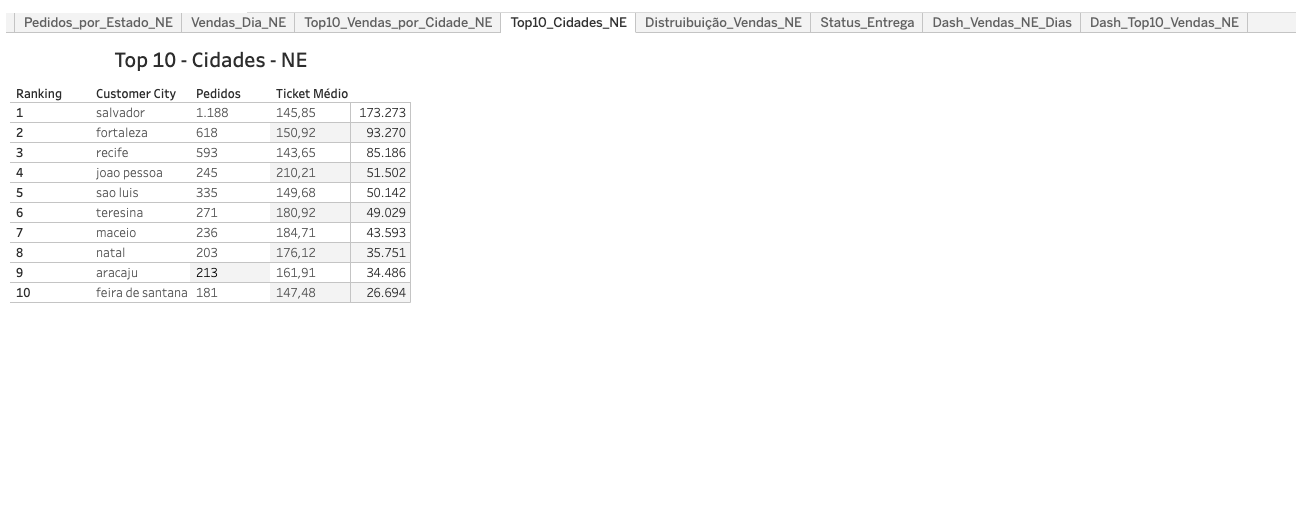 Pedidos_por_Estado_NE Vendas_Dia_NE Top10_Vendas_por_Cidade_NE Top10_Cidades_NE Distruibuição_Vendas_NE Status_Entrega Dash_Vendas_NE_Dias Dash_Top10_Vendas_NE
Top 10 - Cidades - NE
Ranking Customer City Pedidos Ticket Médio
1 salvador 1.188 145,85 173.273
2 fortaleza 618 150,92 93.270
3 recife 593 143,65 85.186
4 joao pessoa 245 210,21 51.502
5 sao luis 335 149,68 50.142
6 teresina 271 180,92 49.029
7 maceio 236 184,71 43.593
8 natal 203 176,12 35.751
9 aracaju 213 161,91 34.486
10 feira de santana 181 147,48 26.694